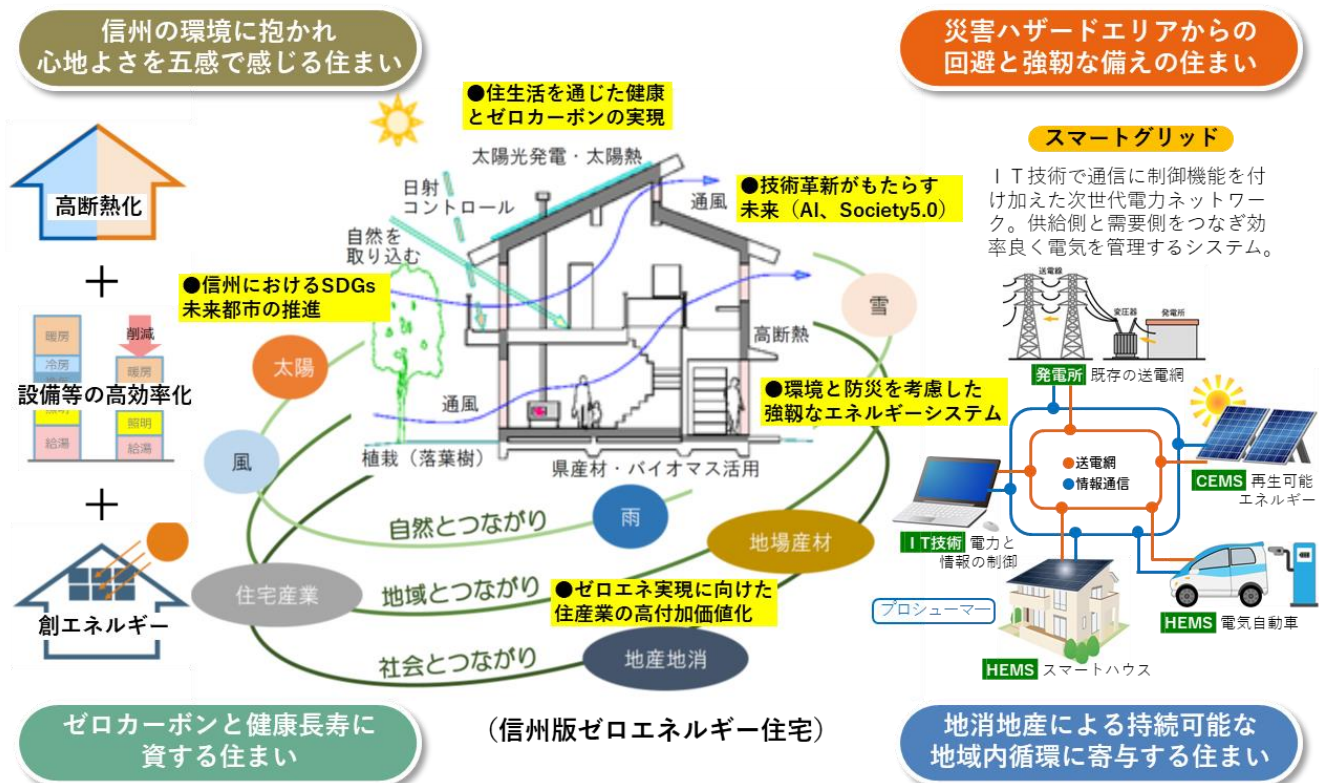 信州の環境に抱かれ
心地よさを五感で感じる住まい
災害ハザードエリアからの
回避と強靭な備えの住まい
●住生活を通じた健康
とゼロカーボンの実現
太陽光発電・太陽熱
日射
コントロール
自然を
取り込む
通風
●技術革新がもたらす
未来（AI、Society5.0）
●信州におけるSDGs
未来都市の推進
高断熱化
＋
暖房
冷房
照明
給湯
削減
暖房
照明
給湯
設備等の高効率化
＋
創エネルギー
太陽
風
雪
雨
高断熱
通風
●環境と防災を考慮した
強靱なエネルギーシステム
植栽（落葉樹）
県産材・バイオマス活用
自然とつながり
地場産材
住宅産業
地域とつながり
●ゼロエネ実現に向けた
住産業の高付加価値化
社会とつながり
地産地消
（信州版ゼロエネルギー住宅）
スマートグリッド
ＩＴ技術で通信に制御機能を付
け加えた次世代電力ネットワー
ク。供給側と需要側をつなぎ効
率良く電気を管理するシステム。
送電線
変圧器
発電所
発電所 既存の送電網
●送電網
●情報通信
CEMS 再生可能
エネルギー
ＩＴ技術 電力と
情報の制御
プロシューマー
HEMS 電気自動車
HEMS スマートハウス
ゼロカーボンと健康長寿に
資する住まい
地消地産による持続可能な
地域内循環に寄与する住まい